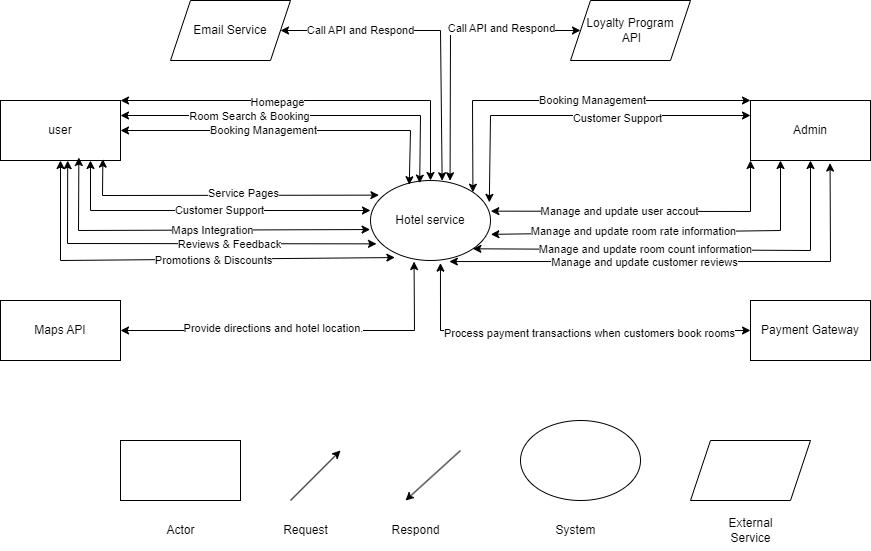 Email Service
Call API and Respond
Call API and Respond
Loyalty Program
API
user
Homepage
Room Search & Booking
Booking Management
Booking Management
Customer Support
Admin
Service Pages
Customer Support
Maps Integration
Reviews & Feedback
Promotions & Discounts
Hotel service
Manage and update user accout
Manage and update room rate information
Manage and update room count information
Manage and update customer reviews
Maps API
Provide directions and hotel location.
Process payment transactions when customers book rooms
Payment Gateway
Actor
Request
Respond
System
External
Service